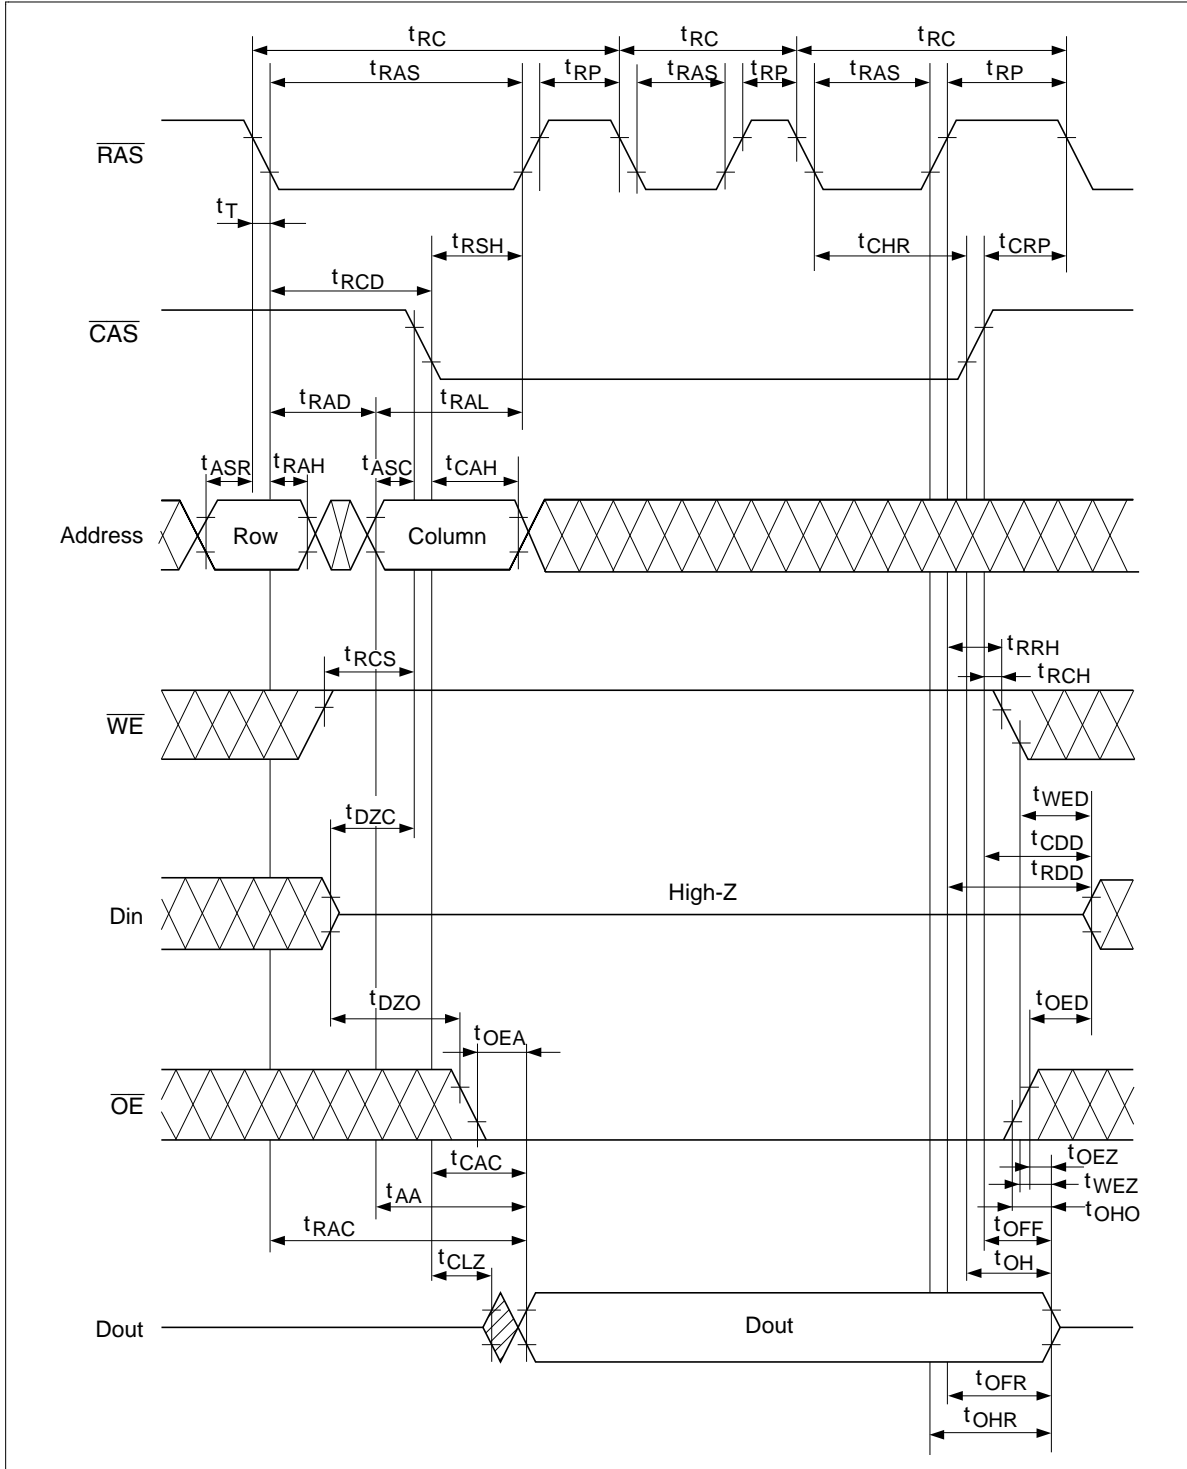 tRC tRC tRC
tRAS tRP tRAS tRP tRAS tRP
RAS
tT
tRSH tCHR tCRP
tRCD
CAS
tRAD tRAL
tASR tRAH tASC tCAH
Address Row Column
tRRH
tRCS tRCH
WE
tWED
tDZC
tCDD
tRDD
High-Z
Din
tDZO tOED
tOEA
OE
tCAC tOEZ
tAA tWEZ
tRAC tOHO
tOFF
tCLZ tOH
Dout Dout
tOFR
tOHR